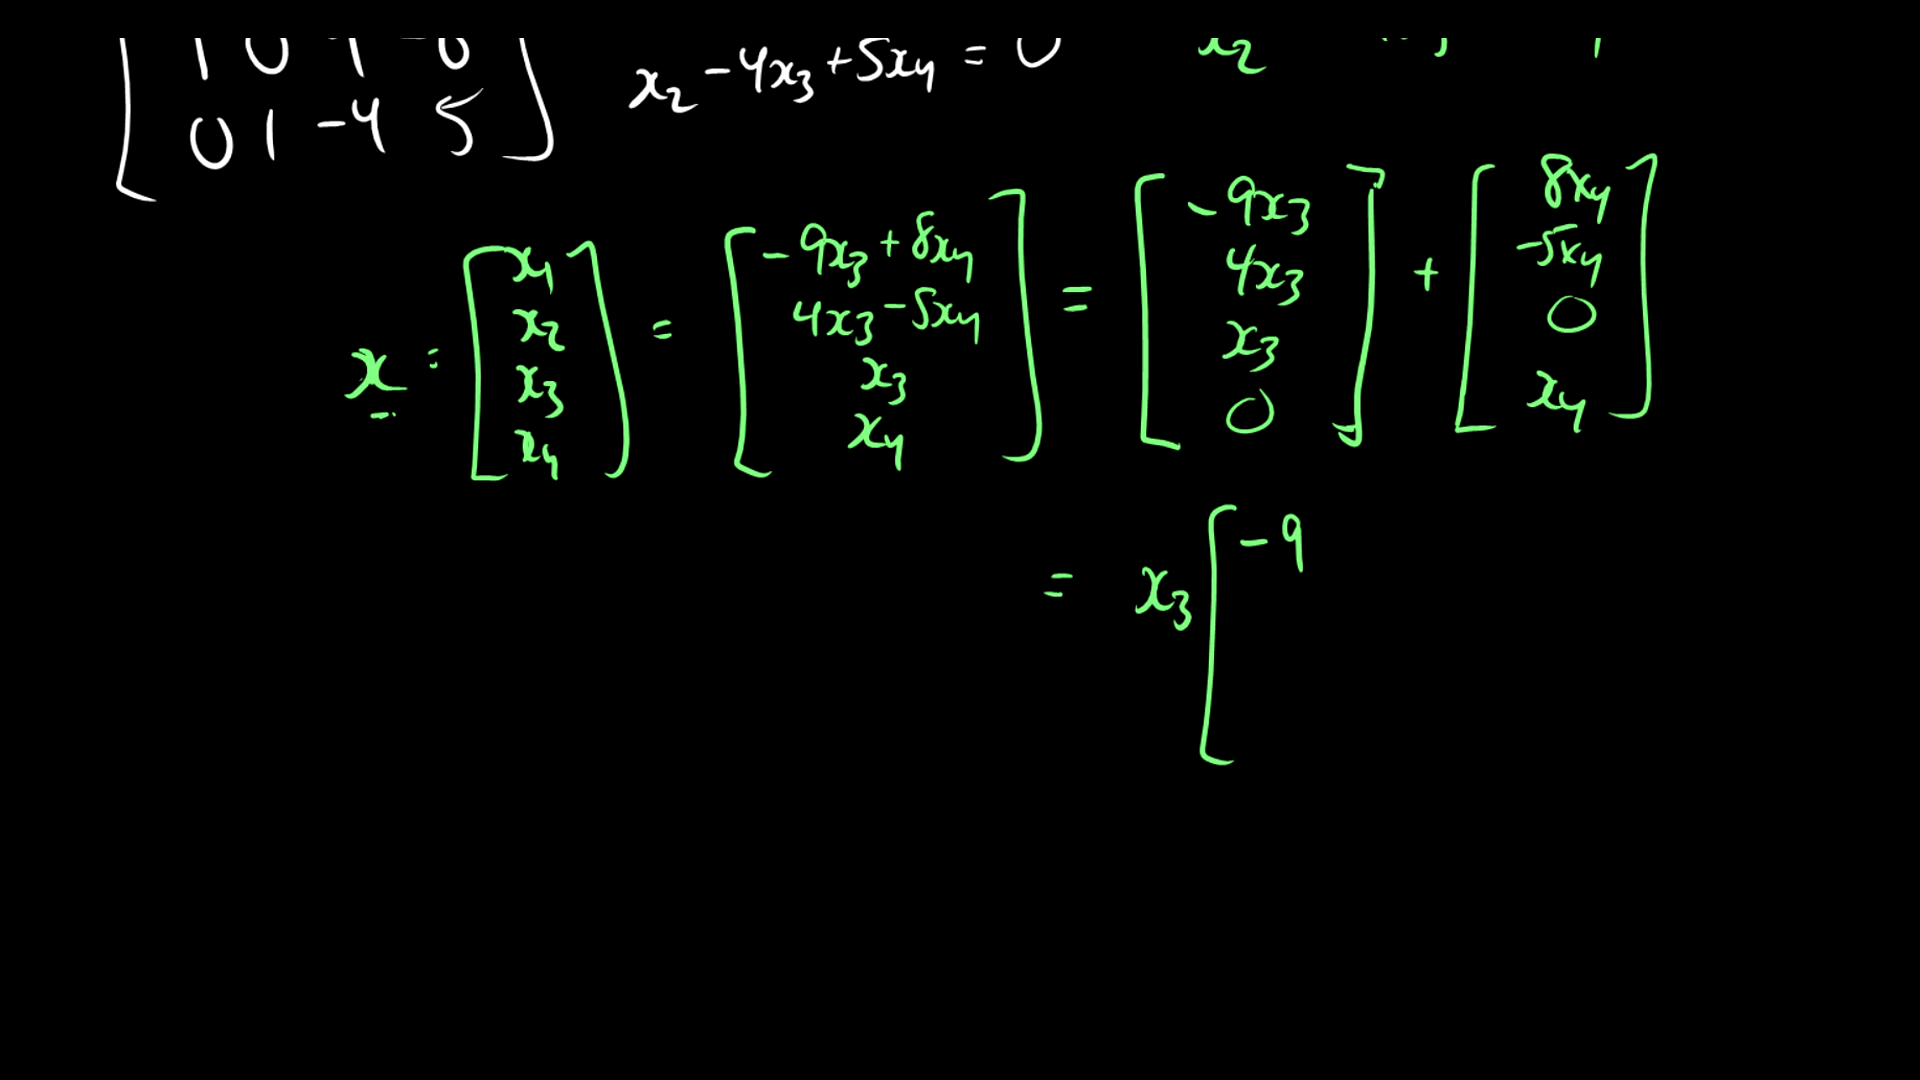 x₂ - 4x₃ + 5x₄ = 0
0 1 -4 5
x = [x₁ x₂ x₃ x₄] = [-9x₃ + 8x₄ 4x₃ - 5x₄ x₃ x₄] = [-9x₃ 4x₃ x₃ 0] + [8x₄ -5x₄ 0 x₄]
= x₃ [-9